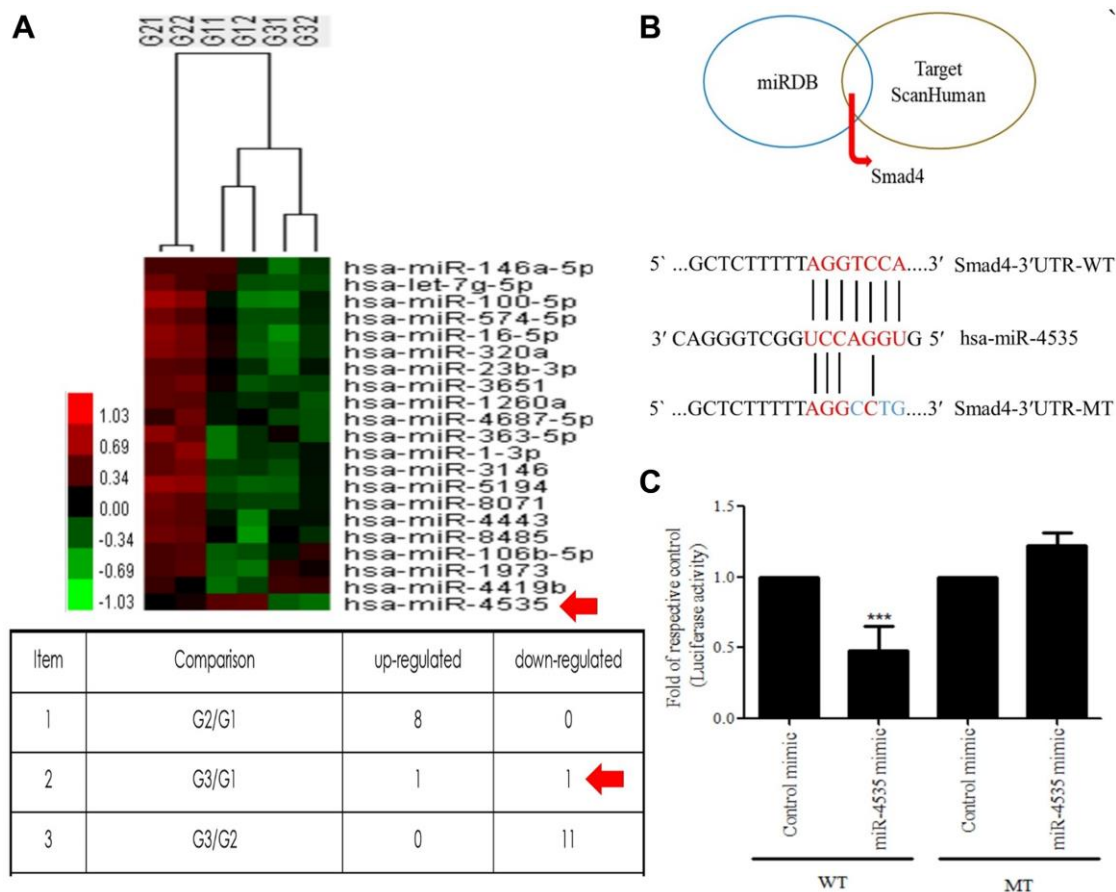 A
G21 G22 G11 G12 G31 G32
hsa-miR-146a-5p
hsa-let-7g-5p
hsa-miR-100-5p
hsa-miR-574-5p
hsa-miR-16-5p
hsa-miR-320a
hsa-miR-23b-3p
hsa-miR-3651
hsa-miR-1260a
hsa-miR-4687-5p
hsa-miR-363-5p
hsa-miR-1-3p
hsa-miR-3146
hsa-miR-5194
hsa-miR-8071
hsa-miR-4443
hsa-miR-8485
hsa-miR-106b-5p
hsa-miR-1973
hsa-miR-4419b
hsa-miR-4535
1.03
0.69
0.34
0.00
-0.34
-0.69
-1.03
Item Comparison up-regulated down-regulated
1 G2/G1 8 0
2 G3/G1 1 1
3 G3/G2 0 11
B
miRDB
Target
ScanHuman
Smad4
5` ...GCTCTTTTTAGGTCCA....3′ Smad4-3′UTR-WT
3′ CAGGGTCGGUCCAGGUG 5′ hsa-miR-4535
5` ...GCTCTTTTTAGGCCTG....3′ Smad4-3′UTR-MT
C
Fold of respective control
(Luciferase activity)
1.5
1.0
0.5
0.0
***
Control mimic
miR-4535 mimic
Control mimic
miR-4535 mimic
WT
MT